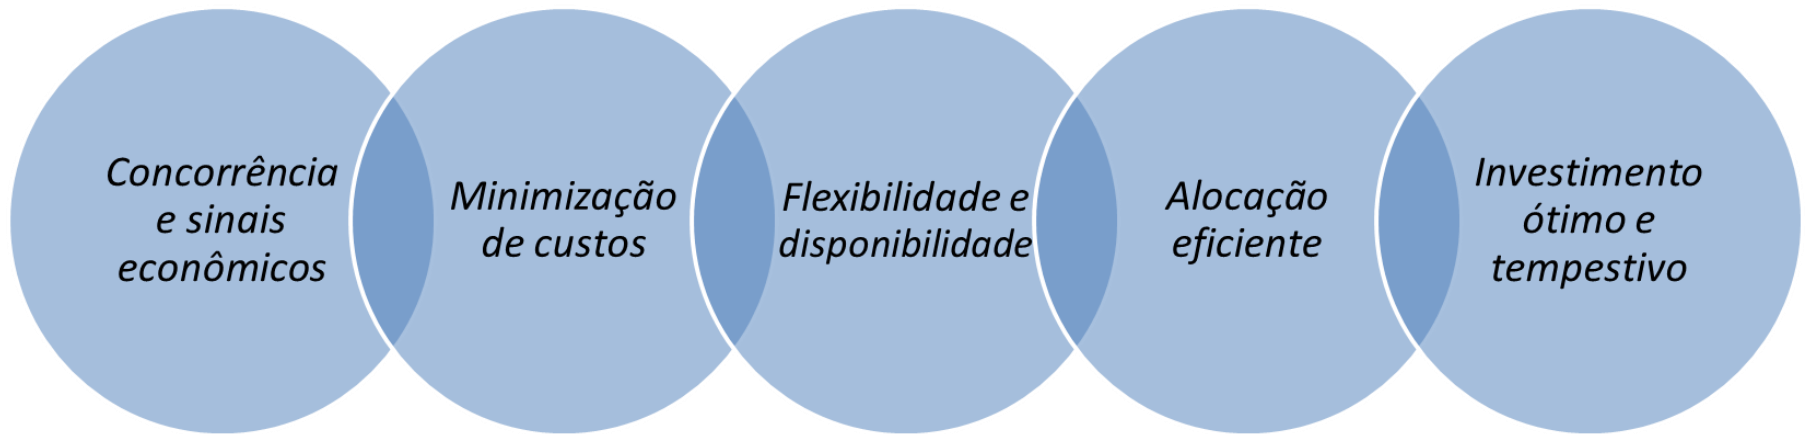 Concorrência
e sinais
econômicos
Minimização
de custos
Flexibilidade e
disponibilidade
Alocação
eficiente
Investimento
ótimo e
tempestivo